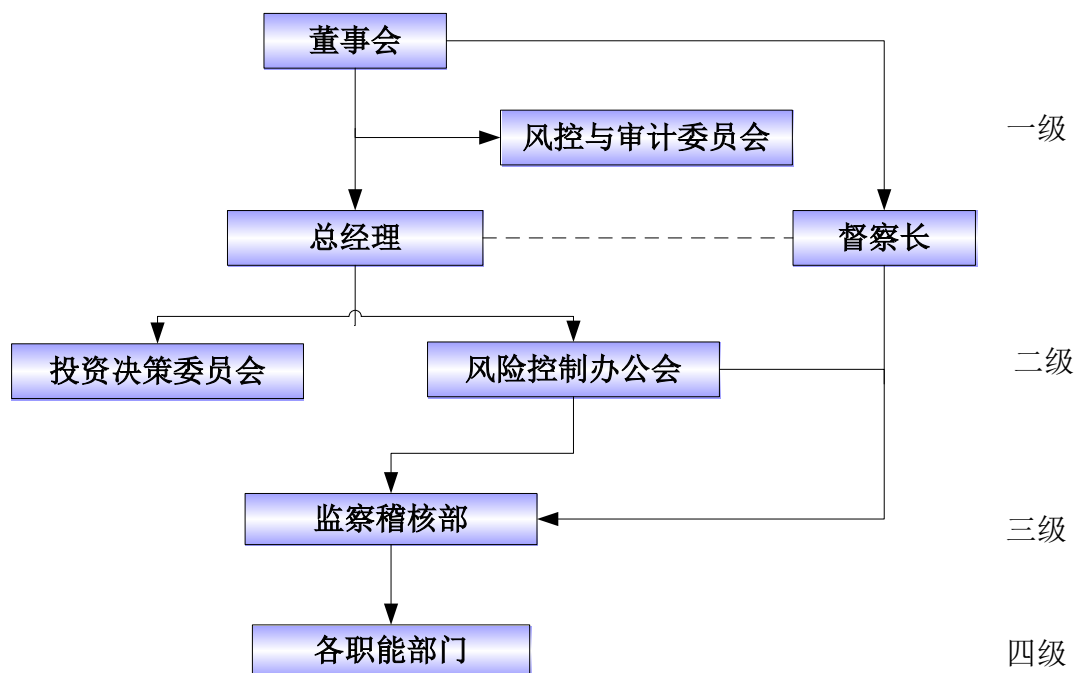 董事会
风控与审计委员会
一级
总经理
督察长
投资决策委员会
风险控制办公会
二级
监察稽核部
三级
各职能部门
四级